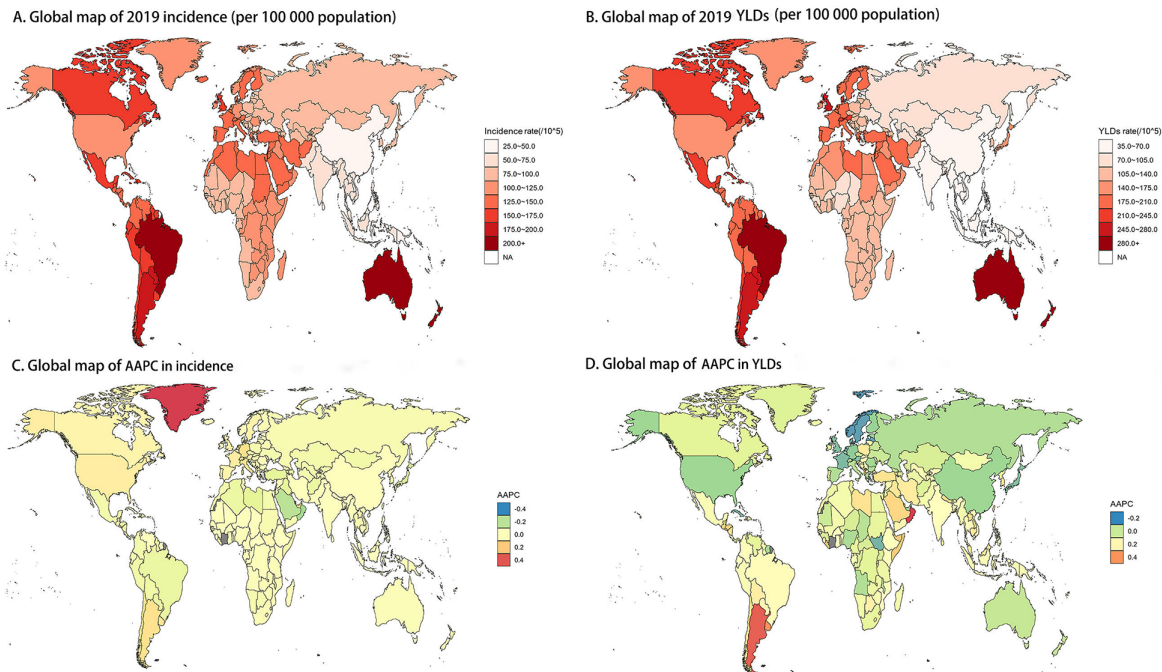 A. Global map of 2019 incidence (per 100 000 population)
Incidence rate(/10^5)
25.0~50.0
50.0~75.0
75.0~100.0
100.0~125.0
125.0~150.0
150.0~175.0
175.0~200.0
200.0+
NA
B. Global map of 2019 YLDs (per 100 000 population)
YLDs rate(/10^5)
35.0~70.0
70.0~105.0
105.0~140.0
140.0~175.0
175.0~210.0
210.0~245.0
245.0~280.0
280.0+
NA
C. Global map of AAPC in incidence
AAPC
-0.4
-0.2
0.0
0.2
0.4
D. Global map of AAPC in YLDs
AAPC
-0.2
0.0
0.2
0.4